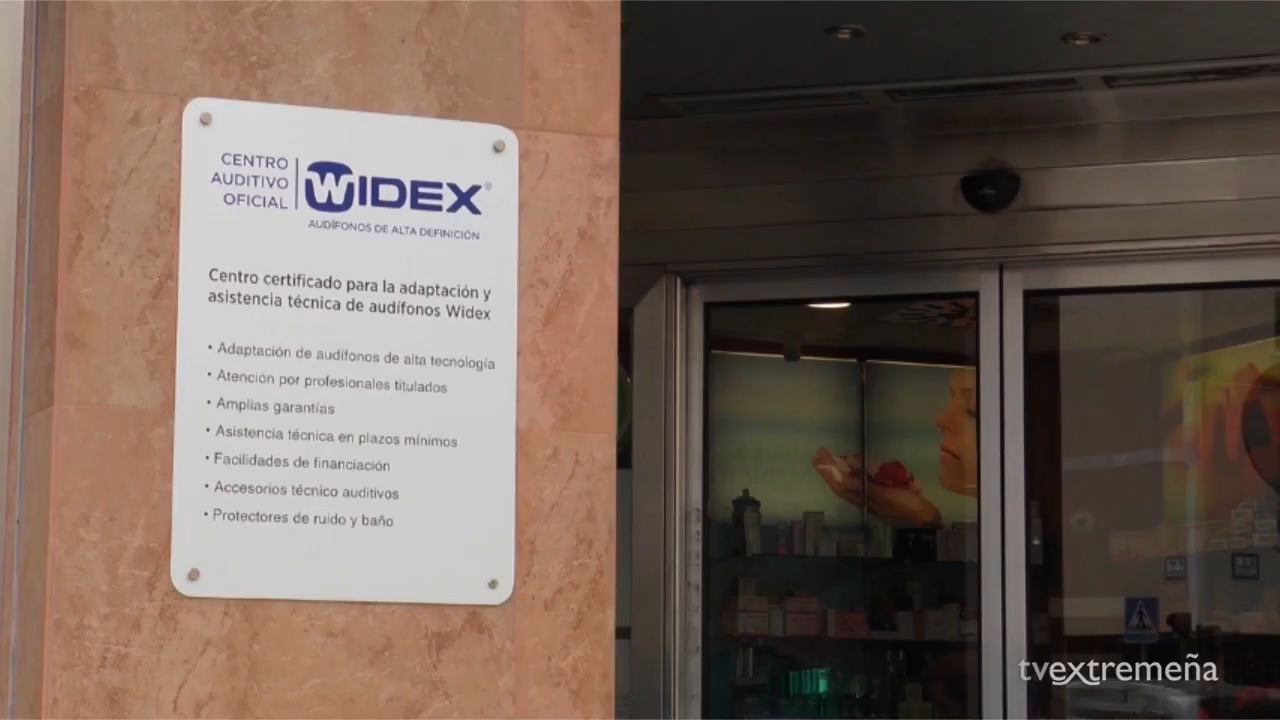 CENTRO
AUDITIVO
OFICIAL
WIDEX®
AUDÍFONOS DE ALTA DEFINICIÓN
Centro certificado para la adaptación y
asistencia técnica de audífonos Widex
• Adaptación de audífonos de alta tecnología
• Atención por profesionales titulados
• Amplias garantías
• Asistencia técnica en plazos mínimos
• Facilidades de financiación
• Accesorios técnico auditivos
• Protectores de ruido y baño
tvextremeña